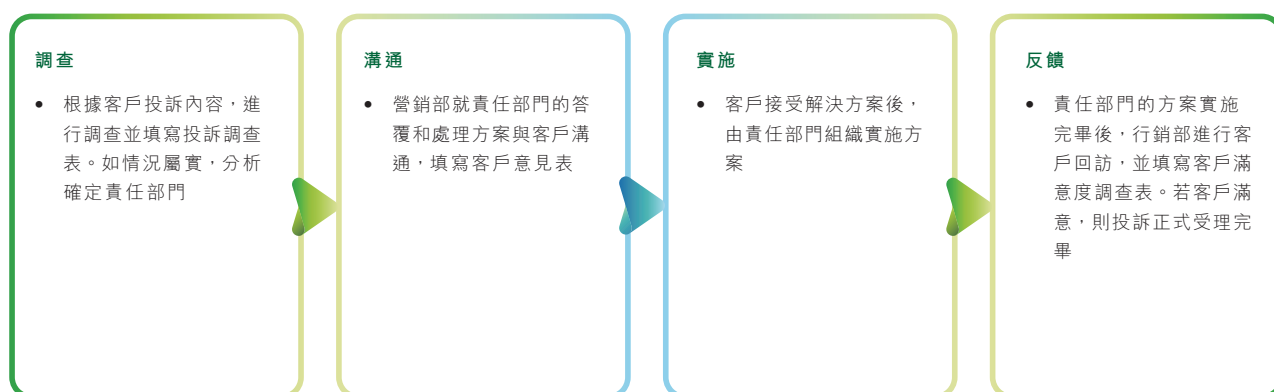 調查
• 根據客戶投訴內容，進
行調查並填寫投訴調查
表。如情況屬實，分析
確定責任部門
溝通
• 營銷部就責任部門的答
覆和處理方案與客戶溝
通，填寫客戶意見表
實施
• 客戶接受解決方案後，
由責任部門組織實施方
案
反饋
• 責任部門的方案實施
完畢後，行銷部進行客
戶回訪，並填寫客戶滿
意度調查表。若客戶滿
意，則投訴正式受理完
畢